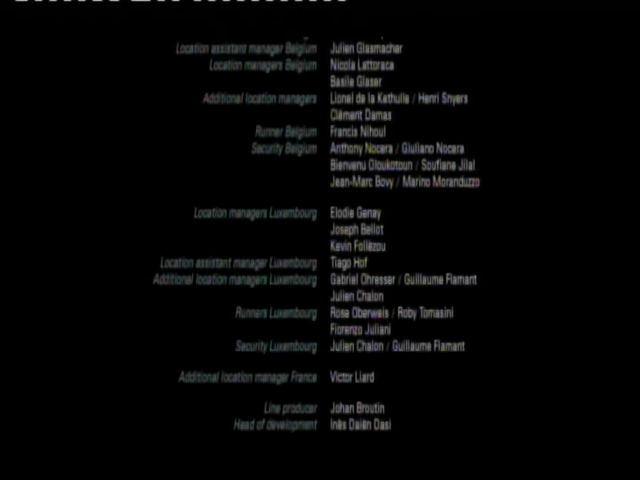 Location assistant manager Belgium Julien Glasmacher
Location managers Belgium Nicola Lattoraca
Basile Glaser
Additional location managers Lionel de la Kethulle / Henri Snyers
Clément Damas
Runner Belgium Francis Nihoul
Security Belgium Anthony Nocera / Giuliano Nocera
Bienvenu Oloukotoun / Soufiane Jilal
Jean-Marc Bovy / Marino Moranduzzo
Location managers Luxembourg Elodie Genay
Joseph Bellot
Kevin Follézou
Location assistant manager Luxembourg Tiago Hof
Additional location managers Luxembourg Gabriel Ohresser / Guillaume Flamant
Julien Chalon
Runners Luxembourg Rose Oberweis / Roby Tomasini
Fiorenzo Juliani
Security Luxembourg Julien Chalon / Guillaume Flamant
Additional location manager France Victor Liard
Line producer Johan Broutin
Head of development Inès Daïen Dasi